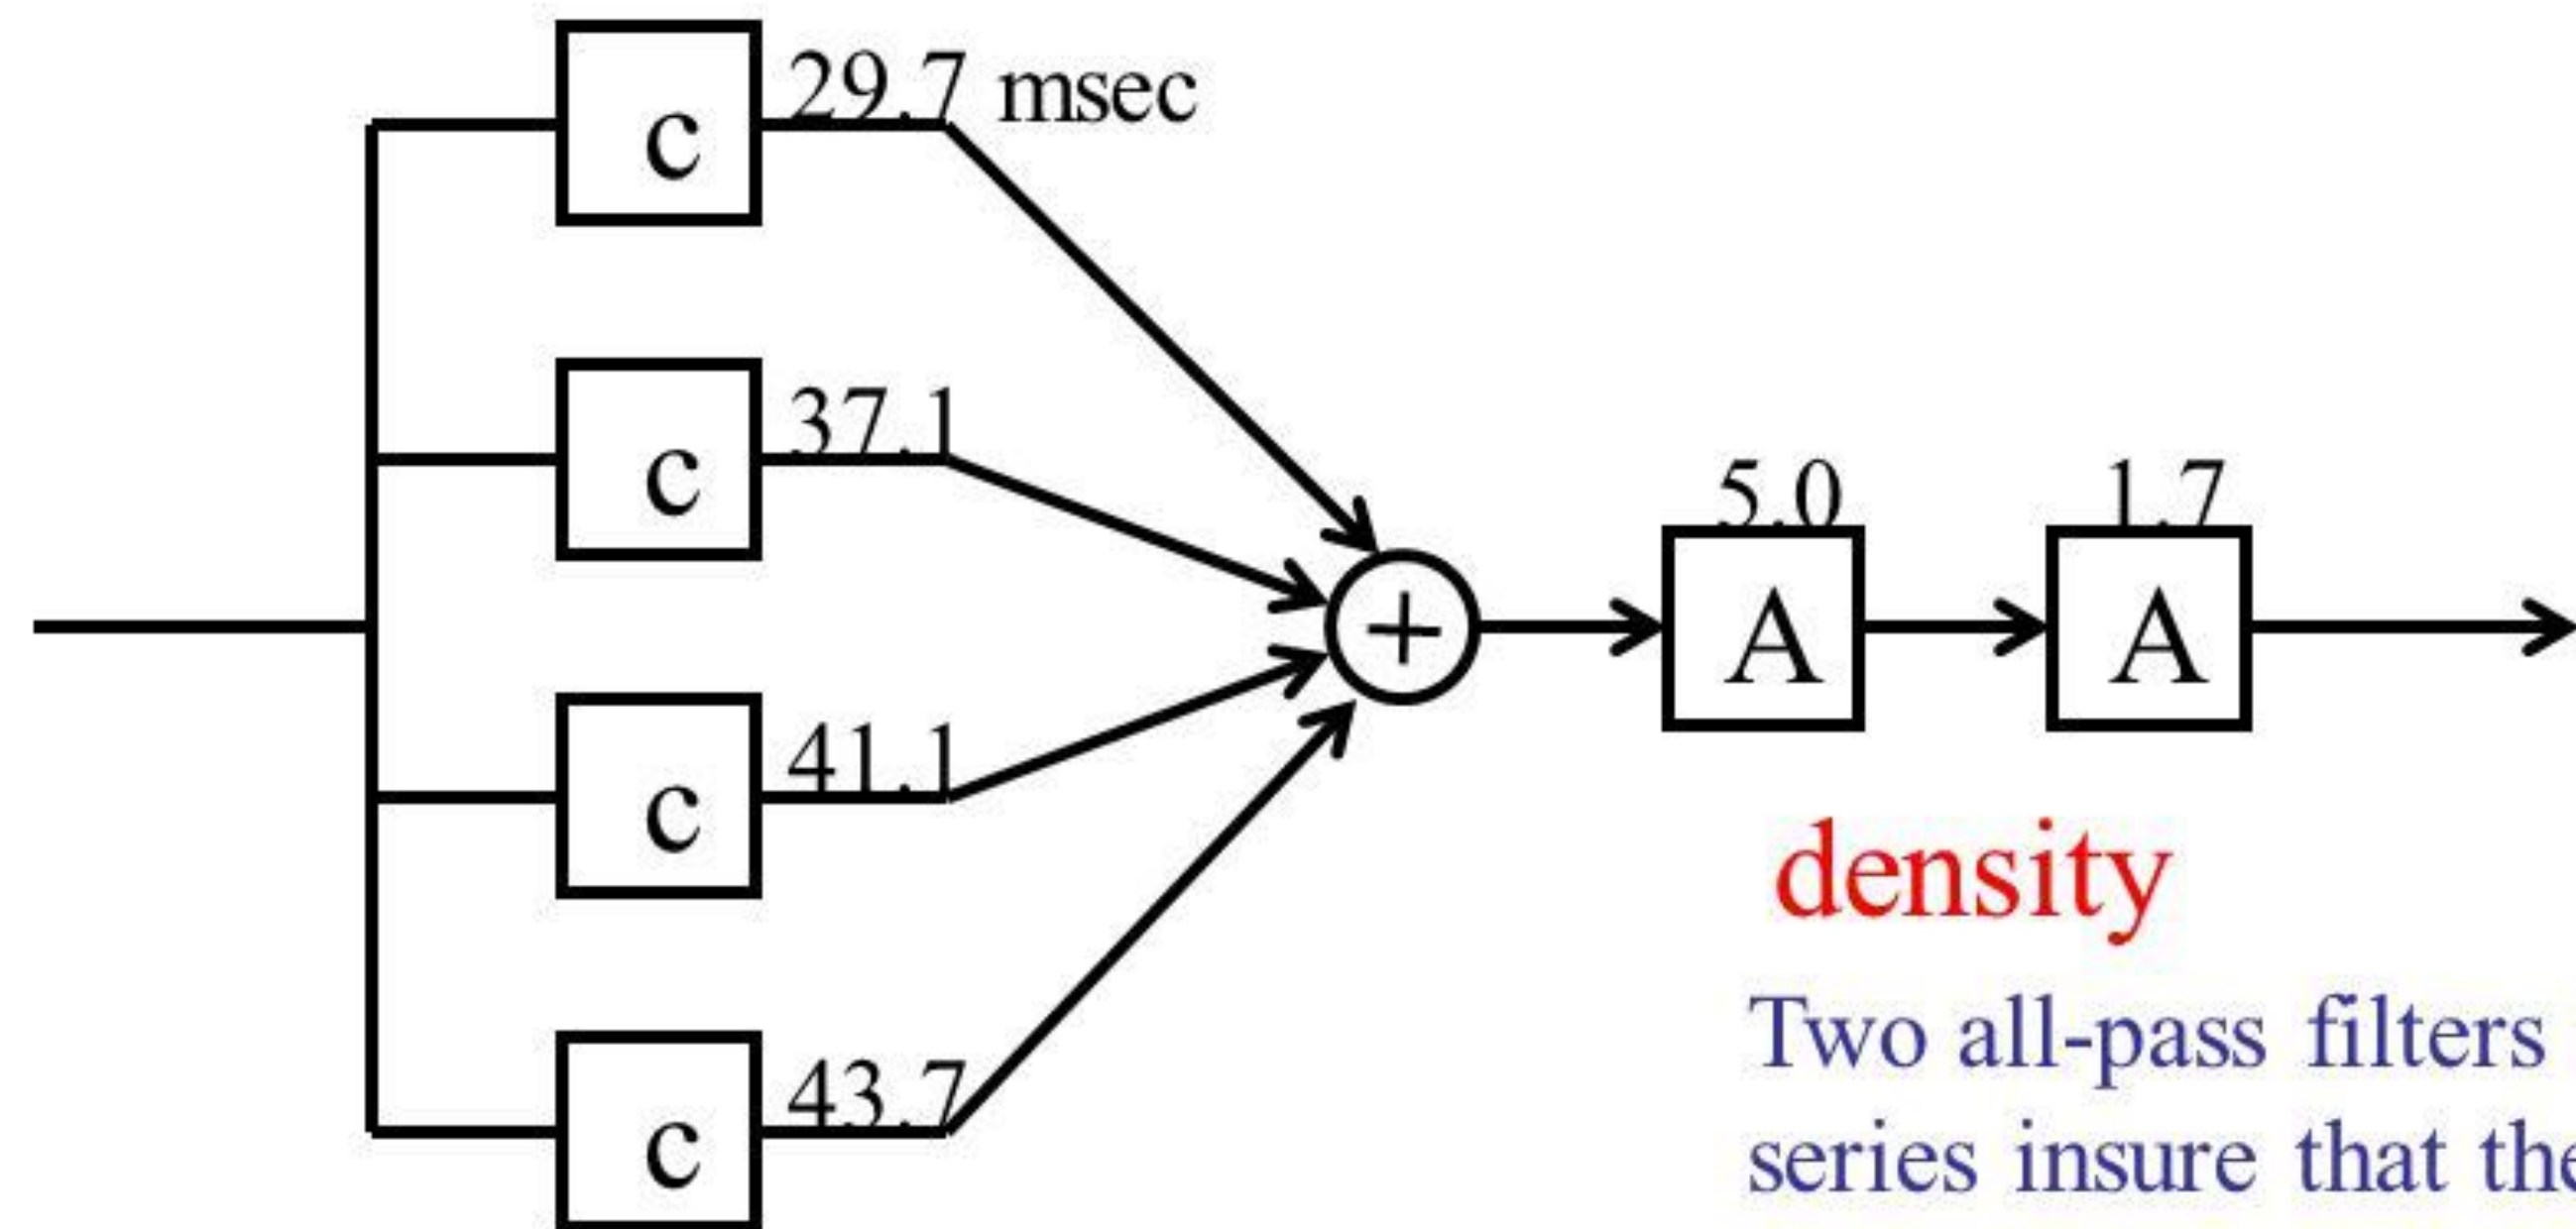 c 29.7 msec
c 37.1
5.0 1.7
+ A A
c 41.1
density
Two all-pass filters
c 43.7
series insure that the